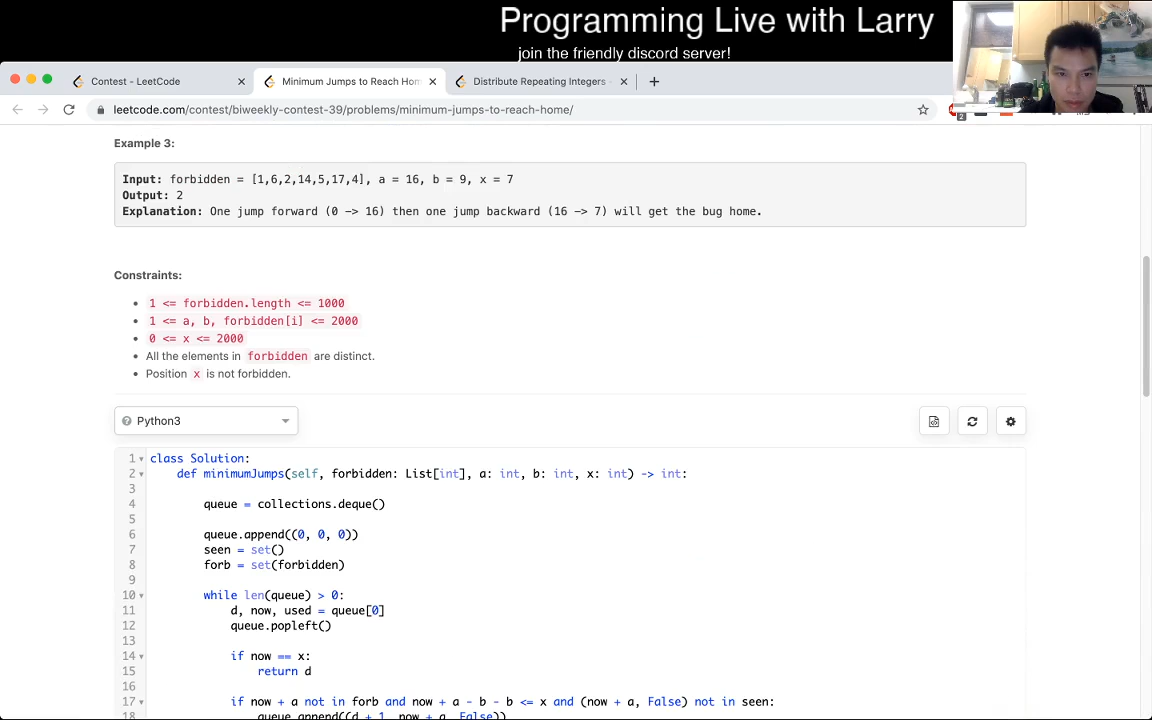 Programming Live with Larry
join the friendly discord server!
Contest - LeetCode
Minimum Jumps to Reach Hom
Distribute Repeating Integers -
leetcode.com/contest/biweekly-contest-39/problems/minimum-jumps-to-reach-home/
2
Example 3:
Input: forbidden = [1,6,2,14,5,17,4], a = 16, b = 9, x = 7
Output: 2
Explanation: One jump forward (0 -> 16) then one jump backward (16 -> 7) will get the bug home.
Constraints:
1 <= forbidden.length <= 1000
1 <= a, b, forbidden[i] <= 2000
0 <= x <= 2000
All the elements in forbidden are distinct.
Position x is not forbidden.
Python3
1 class Solution:
2 def minimumJumps(self, forbidden: List[int], a: int, b: int, x: int) -> int:
3
4 queue = collections.deque()
5
6 queue.append((0, 0, 0))
7 seen = set()
8 forb = set(forbidden)
9
10 while len(queue) > 0:
11 d, now, used = queue[0]
12 queue.popleft()
13
14 if now == x:
15 return d
16
17 if now + a not in forb and now + a - b - b <= x and (now + a, False) not in seen:
18 queue.append((d + 1, now + a, False))